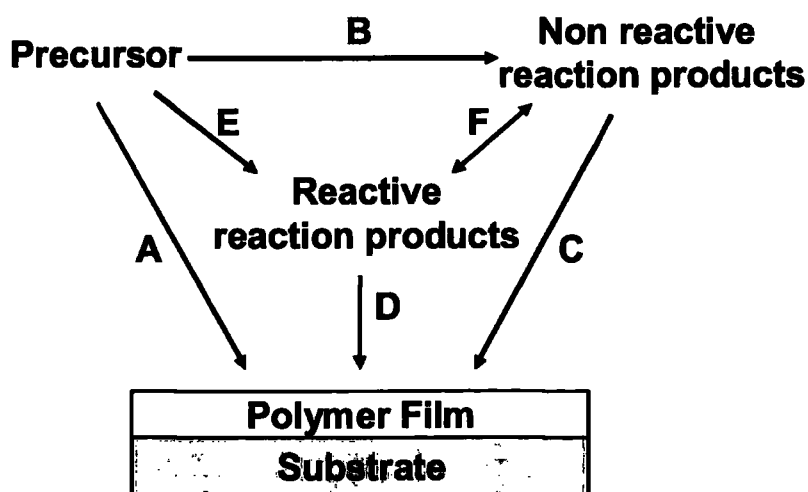 Precursor
B
Non reactive
reaction products
E
F
Reactive
reaction products
A
C
D
Polymer Film
Substrate